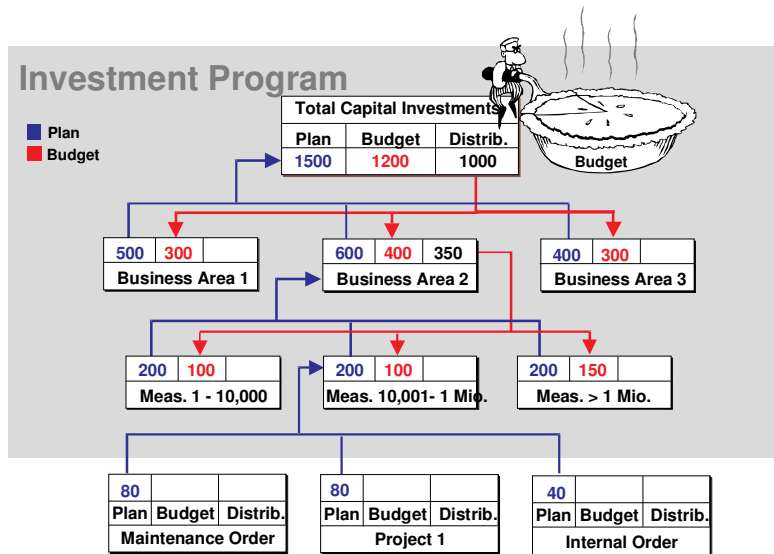 Investment Program
Plan
Budget
Total Capital Investments
Plan Budget Distrib.
1500 1200 1000
Budget
500 300
Business Area 1
600 400 350
Business Area 2
400 300
Business Area 3
200 100
Meas. 1 - 10,000
200 100
Meas. 10,001- 1 Mio.
200 150
Meas. > 1 Mio.
80
Plan Budget Distrib.
Maintenance Order
80
Plan Budget Distrib.
Project 1
40
Plan Budget Distrib.
Internal Order